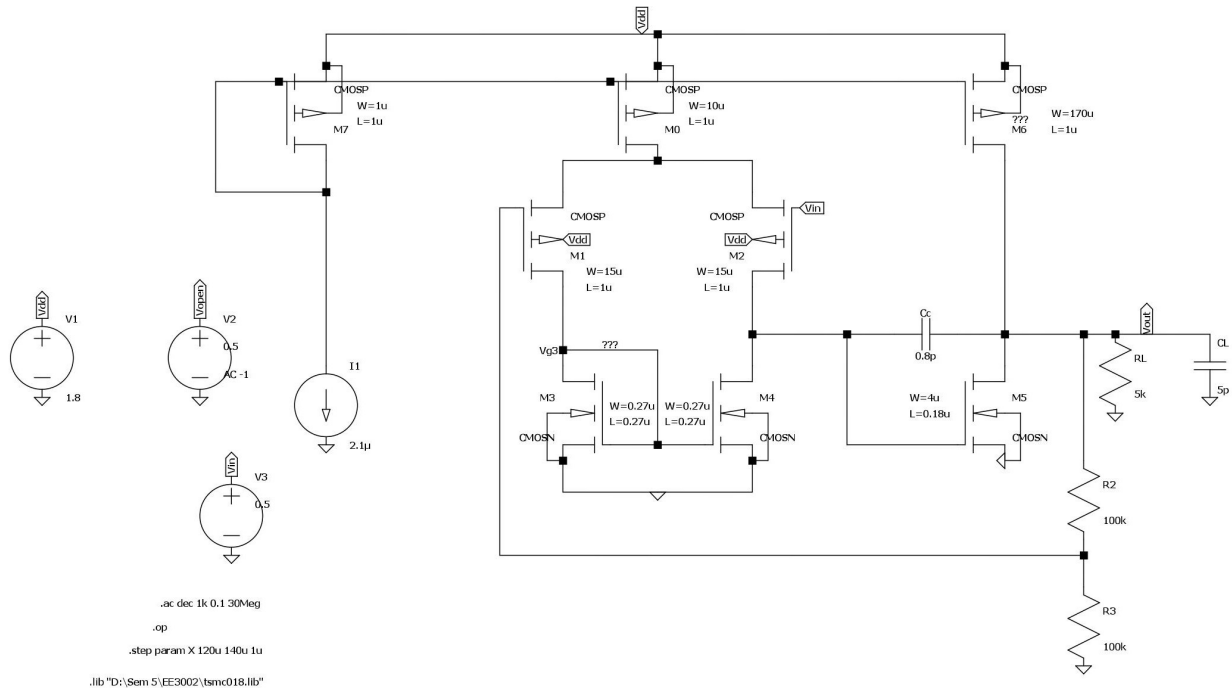 Vdd
CMOSP
W=1u
L=1u
M7
CMOSP
W=10u
L=1u
M0
CMOSP
???
W=170u
M6
L=1u
CMOSP
Vdd
M1
W=15u
L=1u
CMOSP
Vin
Vdd
M2
W=15u
L=1u
Vdd
V1
1.8
Vopen
V2
0.5
AC -1
I1
2.1µ
Vin
V3
0.5
Vg3
???
M3
W=0.27u
L=0.27u
CMOSN
W=0.27u
L=0.27u
M4
CMOSN
Cc
0.8p
W=4u
L=0.18u
M5
CMOSN
Vout
RL
5k
CL
5p
R2
100k
R3
100k
.ac dec 1k 0.1 30Meg
.op
.step param X 120u 140u 1u
.lib "D:\Sem 5\EE3002\tsmc018.lib"